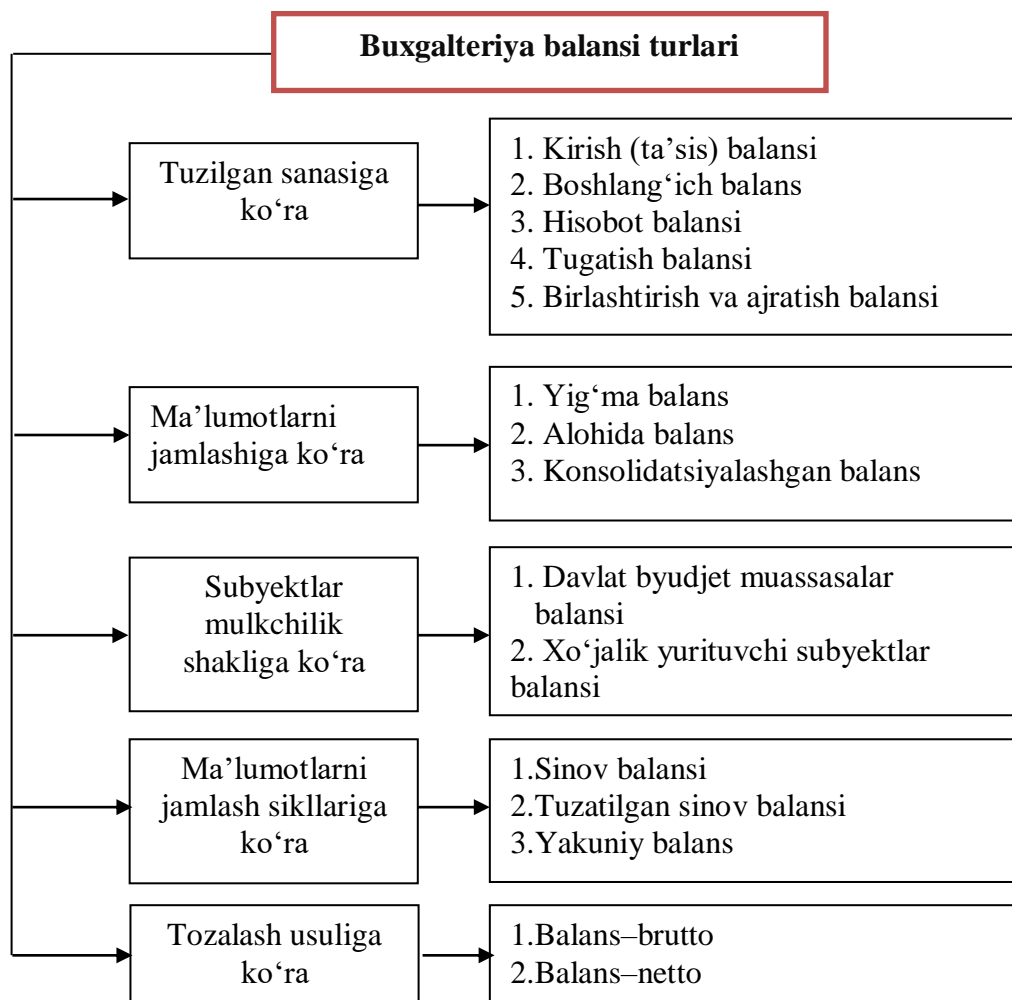 Buxgalteriya balansi turlari
Tuzilgan sanasiga
ko‘ra
1. Kirish (ta’sis) balansi
2. Boshlang‘ich balans
3. Hisobot balansi
4. Tugatish balansi
5. Birlashtirish va ajratish balansi
Ma’lumotlarni
jamlashiga ko‘ra
1. Yig‘ma balans
2. Alohida balans
3. Konsolidatsiyalashgan balans
Subyektlar
mulkchilik
shakliga ko‘ra
1. Davlat byudjet muassasalar
balansi
2. Xo‘jalik yurituvchi subyektlar
balansi
Ma’lumotlarni
jamlash sikllariga
ko‘ra
1.Sinov balansi
2.Tuzatilgan sinov balansi
3.Yakuniy balans
Tozalash usuliga
ko‘ra
1.Balans–brutto
2.Balans–netto